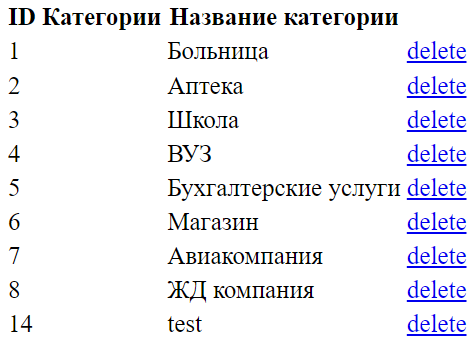 ID Категории Название категории
1 Больница delete
2 Аптека delete
3 Школа delete
4 ВУЗ delete
5 Бухгалтерские услуги delete
6 Магазин delete
7 Авиакомпания delete
8 ЖД компания delete
14 test delete